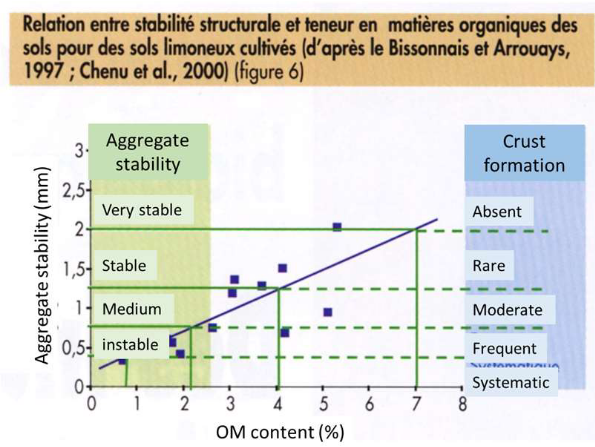 Relation entre stabilité structurale et teneur en matières organiques des
sols pour des sols limoneux cultivés (d'après le Bissonnais et Arrouays,
1997 ; Chenu et al., 2000) (figure 6)
Aggregate
stability
Crust
formation
Aggregate stability (mm)
3
2,5
2
1,5
1
0,5
0
Very stable
Stable
Medium
instable
Absent
Rare
Moderate
Frequent
Systématique
Systematic
0 1 2 3 4 5 6 7 8
OM content (%)